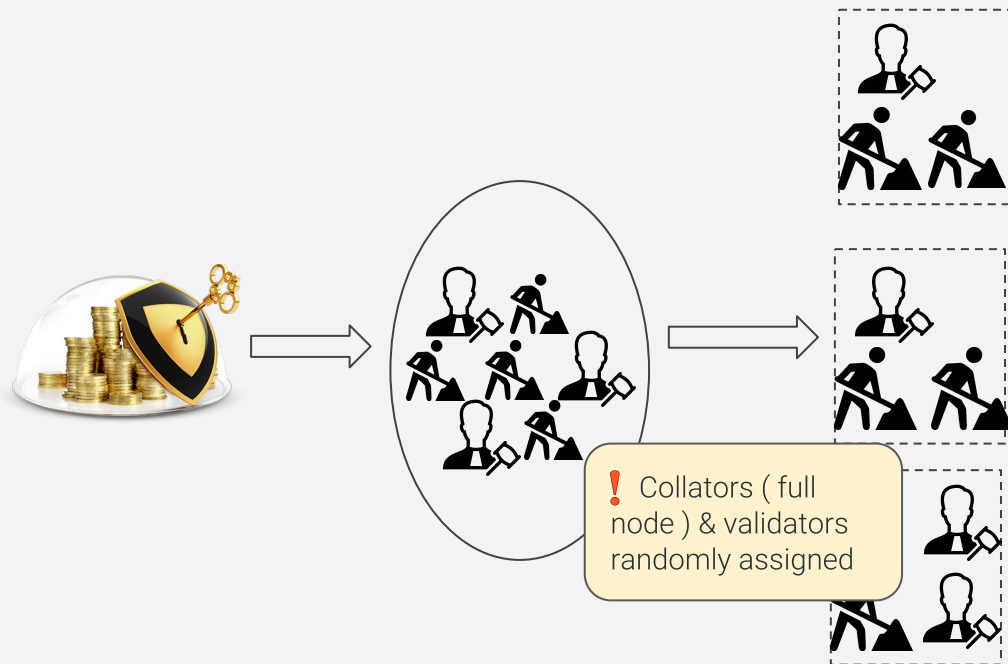 ❗ Collators ( full
node ) & validators
randomly assigned